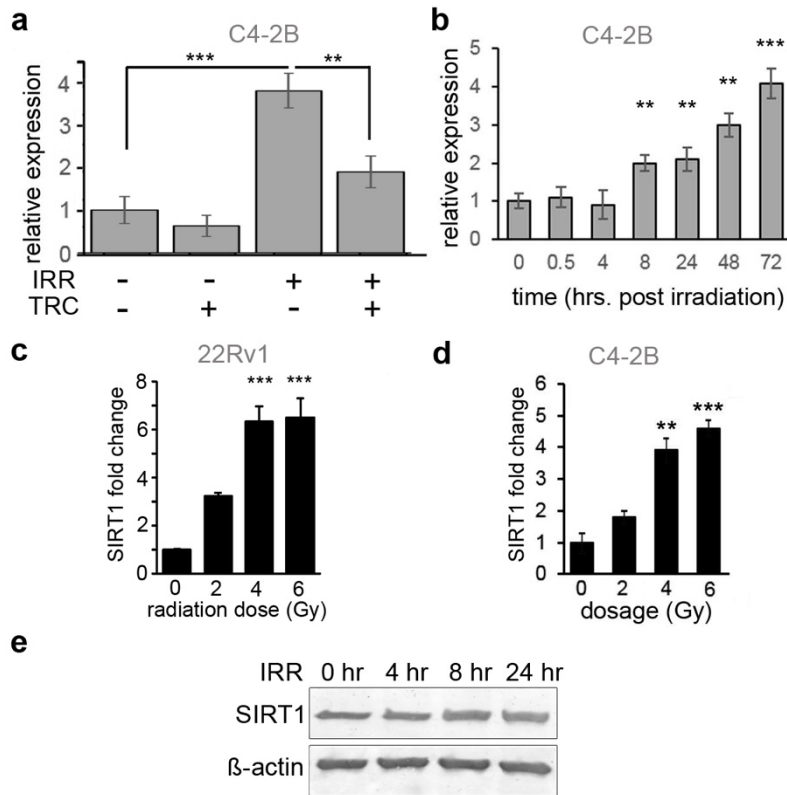 a
C4-2B
relative expression
4
3
2
1
0
***
**
IRR - - + +
TRC - + - +
b
C4-2B
relative expression
5
4
3
2
1
0
** ** ** ***
0 0.5 4 8 24 48 72
time (hrs. post irradiation)
c
22Rv1
SIRT1 fold change
8
6
4
2
0
*** ***
0 2 4 6
radiation dose (Gy)
d
C4-2B
SIRT1 fold change
6
5
4
3
2
1
0
** ***
0 2 4 6
dosage (Gy)
e
IRR 0 hr 4 hr 8 hr 24 hr
SIRT1
ß-actin